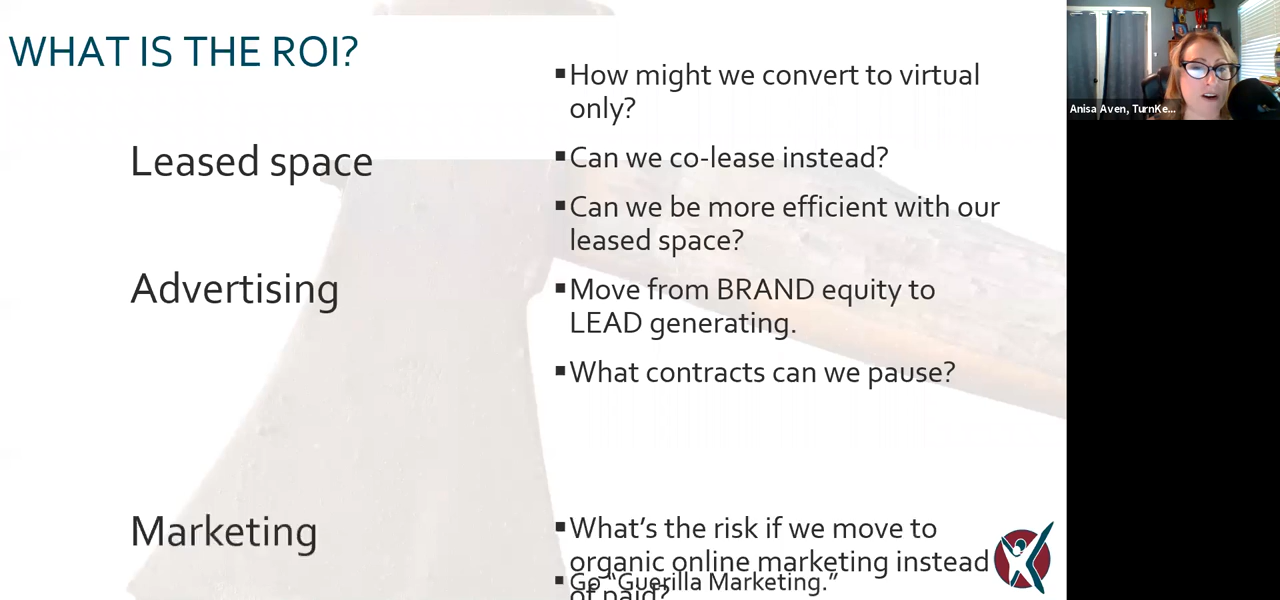 WHAT IS THE ROI?
Leased space
▪How might we convert to virtual
only?
▪Can we co-lease instead?
▪Can we be more efficient with our
leased space?
Advertising
▪Move from BRAND equity to
LEAD generating.
▪What contracts can we pause?
Marketing
▪What’s the risk if we move to
organic online marketing instead
of paid?
▪Go “Guerilla Marketing.”
Anisa Aven, TurnKe...